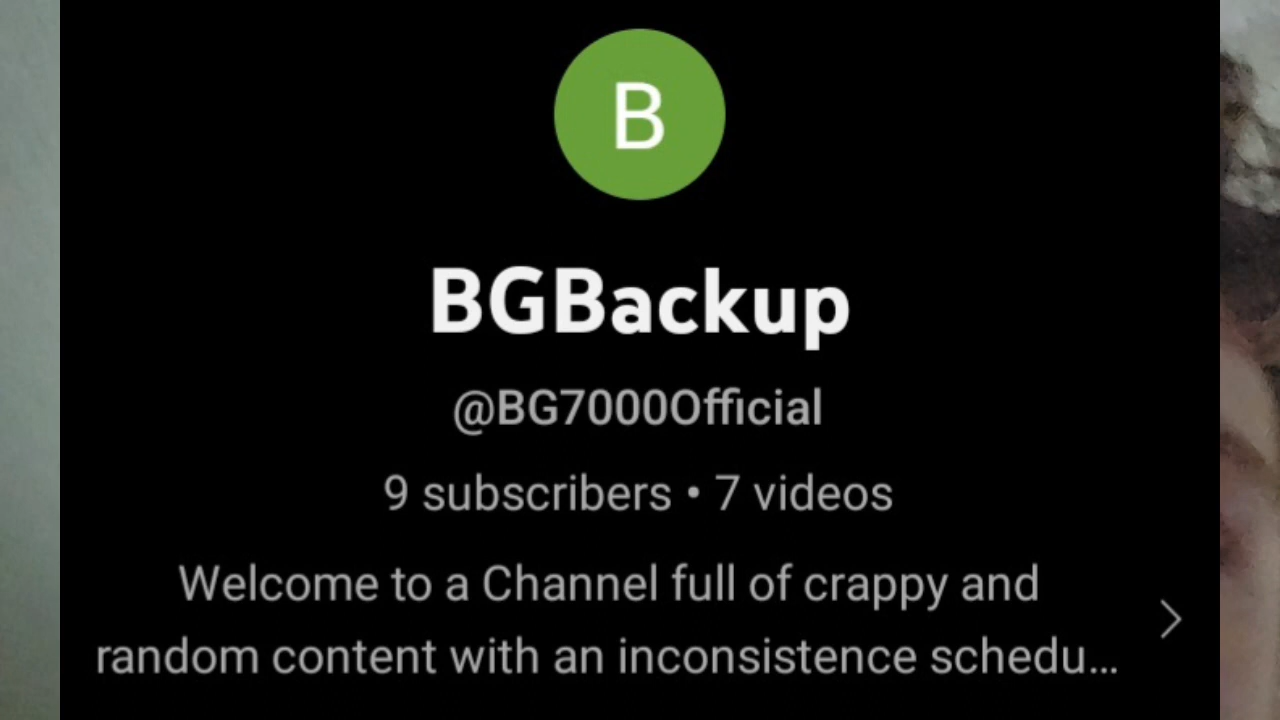 B
BGBackup
@BG7000Official
9 subscribers • 7 videos
Welcome to a Channel full of crappy and
random content with an inconsistence schedu...